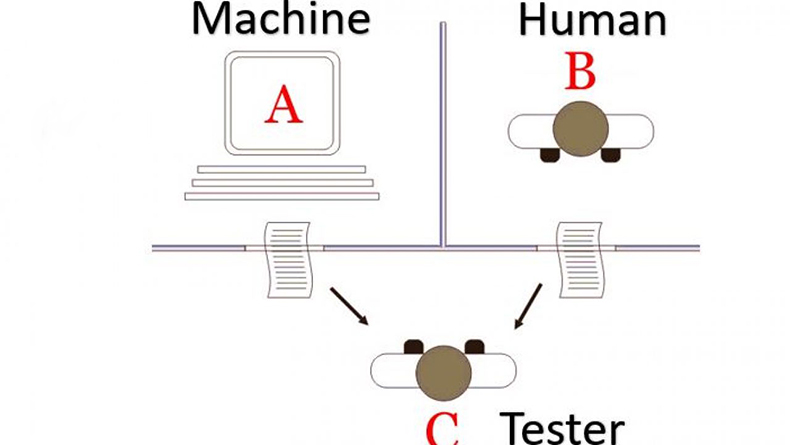 Machine
Human
A
B
C
Tester